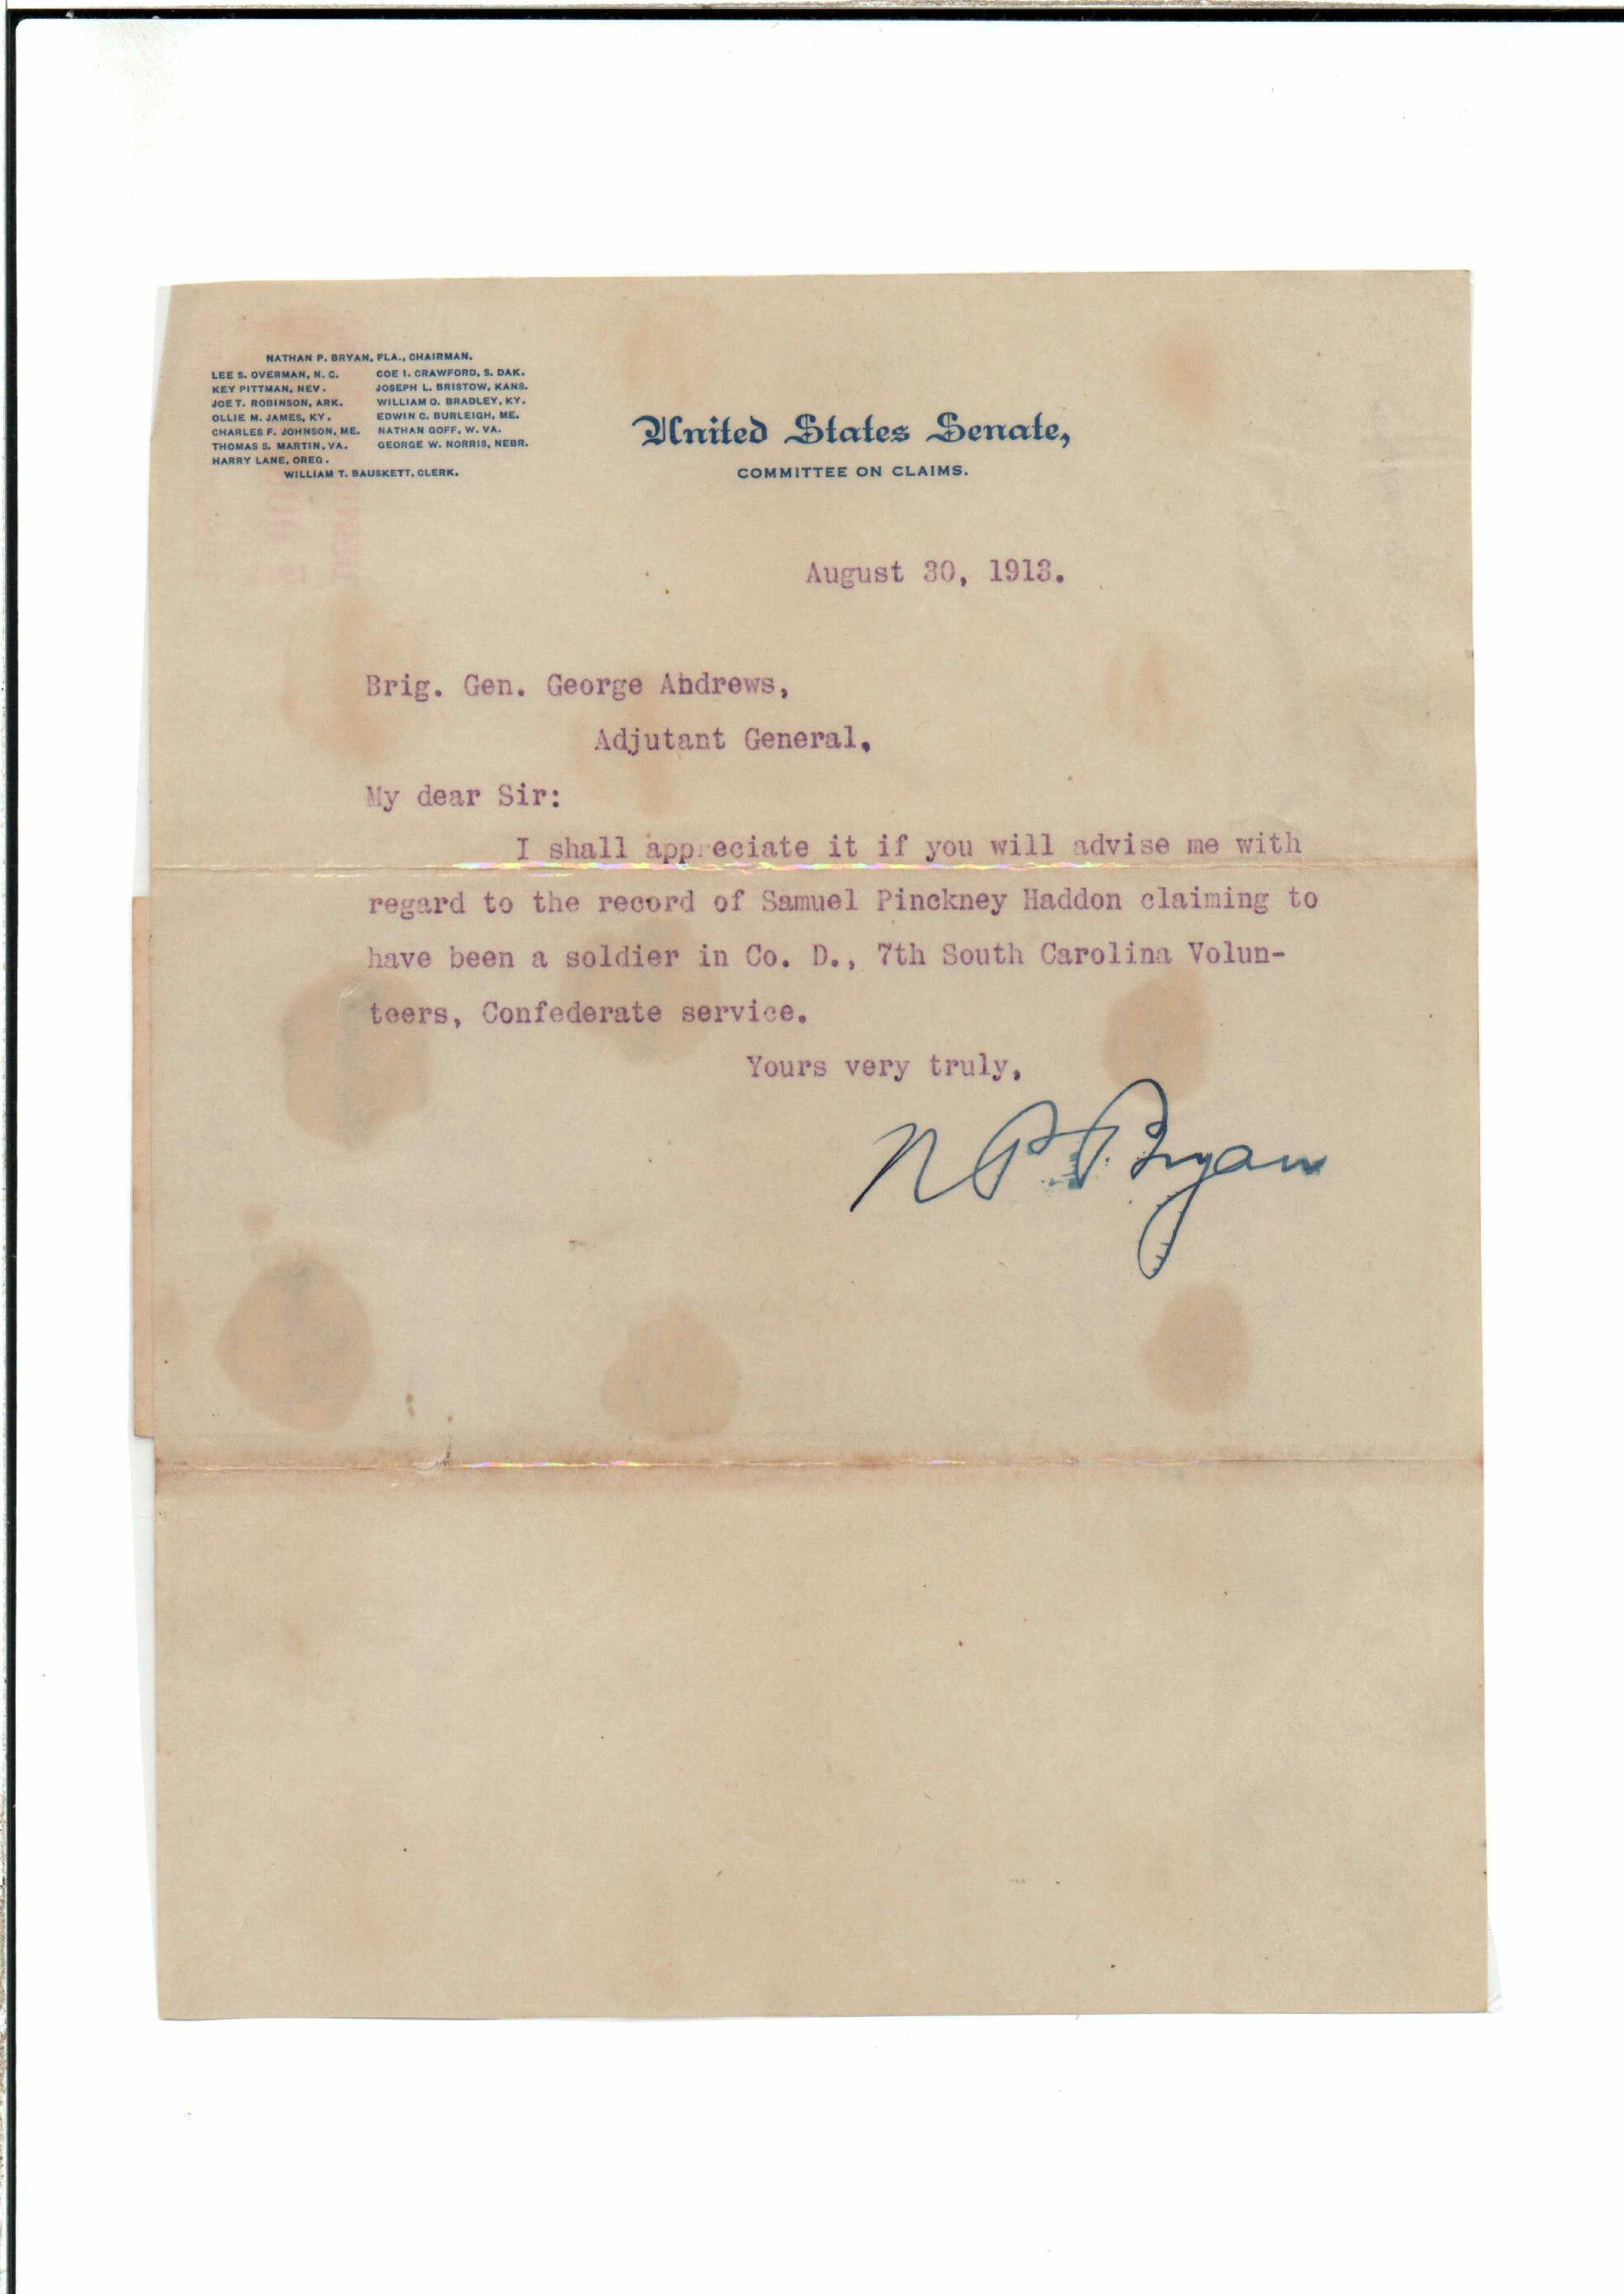 NATHAN P. BRYAN, FLA., CHAIRMAN.
LEE S. OVERMAN, N. C. COE I. CRAWFORD, S. DAK.
KEY PITTMAN, NEV. JOSEPH L. BRISTOW, KANS.
JOE T. ROBINSON, ARK. WILLIAM O. BRADLEY, KY.
OLLIE M. JAMES, KY. EDWIN C. BURLEIGH, ME.
CHARLES F. JOHNSON, ME. NATHAN GOFF, W. VA.
THOMAS S. MARTIN, VA. GEORGE W. NORRIS, NEBR.
HARRY LANE, OREG.
WILLIAM T. BAUSKETT, CLERK.
United States Senate,
COMMITTEE ON CLAIMS.
August 30, 1913.
Brig. Gen. George Andrews,
Adjutant General.
My dear Sir:
I shall appreciate it if you will advise me with
regard to the record of Samuel Pinckney Haddon claiming to
have been a soldier in Co. D., 7th South Carolina Volun-
teers, Confederate service.
Yours very truly,
N P Bryan